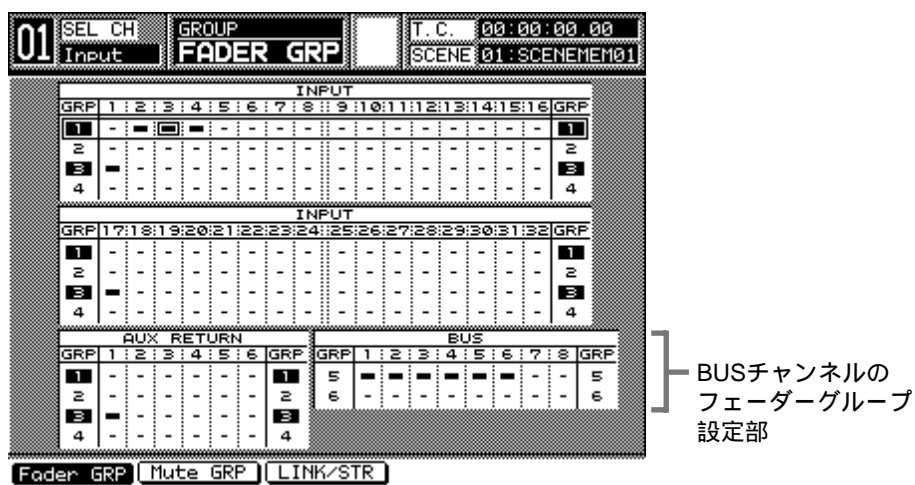 01 SEL CH GROUP T.C. 00:00:00.00
Input FADER GRP SCENE 01:SCENEMEM01
INPUT
GRP 1 2 3 4 5 6 7 8 9 10 11 12 13 14 15 16 GRP
1 - - - - - - - - - - - - - - - - 1
2 - - - - - - - - - - - - - - - - 2
3 - - - - - - - - - - - - - - - - 3
4 - - - - - - - - - - - - - - - - 4
INPUT
GRP 17 18 19 20 21 22 23 24 25 26 27 28 29 30 31 32 GRP
1 - - - - - - - - - - - - - - - - 1
2 - - - - - - - - - - - - - - - - 2
3 - - - - - - - - - - - - - - - - 3
4 - - - - - - - - - - - - - - - - 4
AUX RETURN
GRP 1 2 3 4 5 6 GRP
1 - - - - - - 1
2 - - - - - - 2
3 - - - - - - 3
4 - - - - - - 4
BUS
GRP 1 2 3 4 5 6 7 8 GRP
5 - - - - - - - - 5
6 - - - - - - - - 6
BUSチャンネルの
フェーダーグループ
設定部
Fader GRP Mute GRP LINK/STR